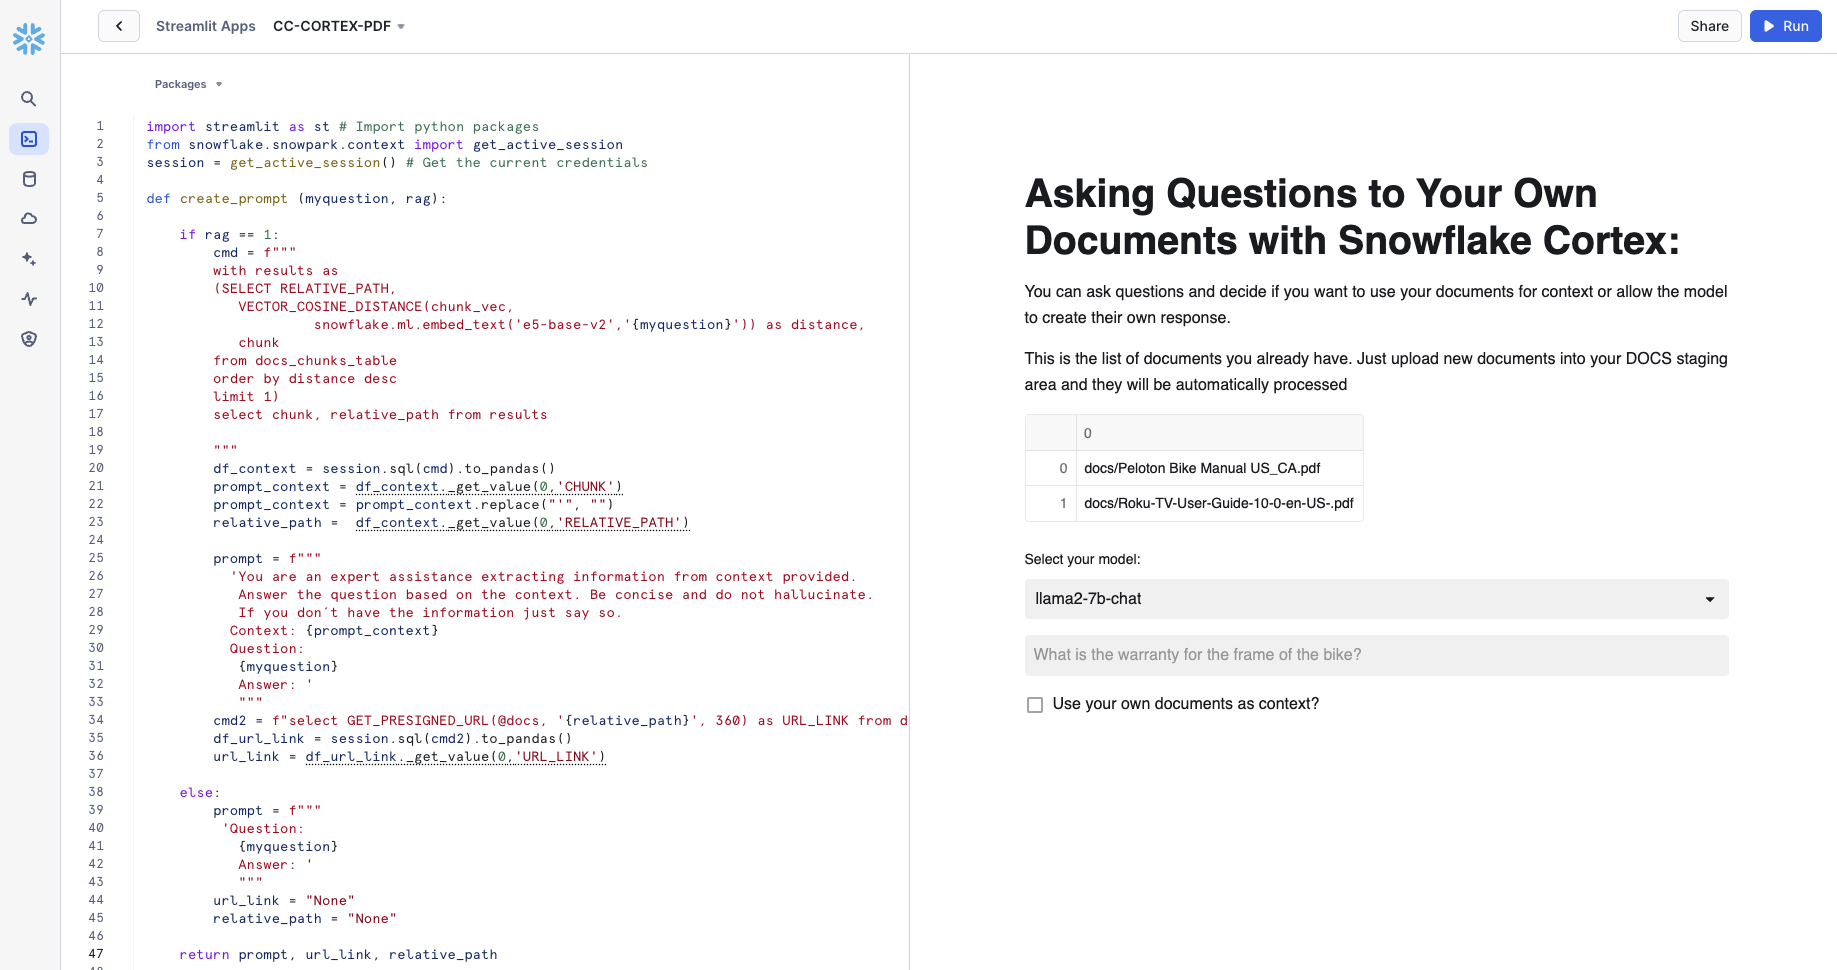 Streamlit Apps CC-CORTEX-PDF
Share Run
Packages
1 import streamlit as st # Import python packages
2 from snowflake.snowpark.context import get_active_session
3 session = get_active_session() # Get the current credentials
4
5 def create_prompt (myquestion, rag):
6
7 if rag == 1:
8 cmd = f"""
9 with results as
10 (SELECT RELATIVE_PATH,
11 VECTOR_COSINE_DISTANCE(chunk_vec,
12 snowflake.ml.embed_text('e5-base-v2','{myquestion}')) as distance,
13 chunk
14 from docs_chunks_table
15 order by distance desc
16 limit 1)
17 select chunk, relative_path from results
18
19 """
20 df_context = session.sql(cmd).to_pandas()
21 prompt_context = df_context._get_value(0,'CHUNK')
22 prompt_context = prompt_context.replace("'", "")
23 relative_path =  df_context._get_value(0,'RELATIVE_PATH')
24
25 prompt = f"""
26 'You are an expert assistance extracting information from context provided.
27 Answer the question based on the context. Be concise and do not hallucinate.
28 If you don´t have the information just say so.
29 Context: {prompt_context}
30 Question:
31 {myquestion}
32 Answer: '
33 """
34 cmd2 = f"select GET_PRESIGNED_URL(@docs, '{relative_path}', 360) as URL_LINK from d
35 df_url_link = session.sql(cmd2).to_pandas()
36 url_link = df_url_link._get_value(0,'URL_LINK')
37
38 else:
39 prompt = f"""
40 'Question:
41 {myquestion}
42 Answer: '
43 """
44 url_link = "None"
45 relative_path = "None"
46
47 return prompt, url_link, relative_path
Asking Questions to Your Own
Documents with Snowflake Cortex:
You can ask questions and decide if you want to use your documents for context or allow the model
to create their own response.
This is the list of documents you already have. Just upload new documents into your DOCS staging
area and they will be automatically processed
0
0 docs/Peloton Bike Manual US_CA.pdf
1 docs/Roku-TV-User-Guide-10-0-en-US-.pdf
Select your model:
llama2-7b-chat
What is the warranty for the frame of the bike?
Use your own documents as context?